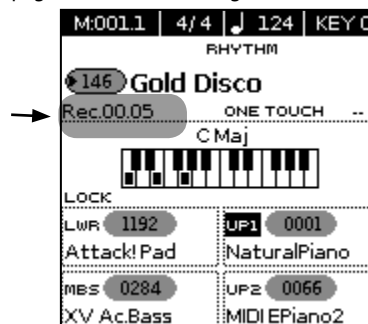 M:001.1 4/4 ♩ 124 KEY C
RHYTHM
146 Gold Disco
Rec.00.05 ONE TOUCH --
C Maj
LOCK
LWR 1192 UP1 0001
Attack! Pad NaturalPiano
MBS 0284 UP2 0066
XV Ac.Bass MIDI EPiano2